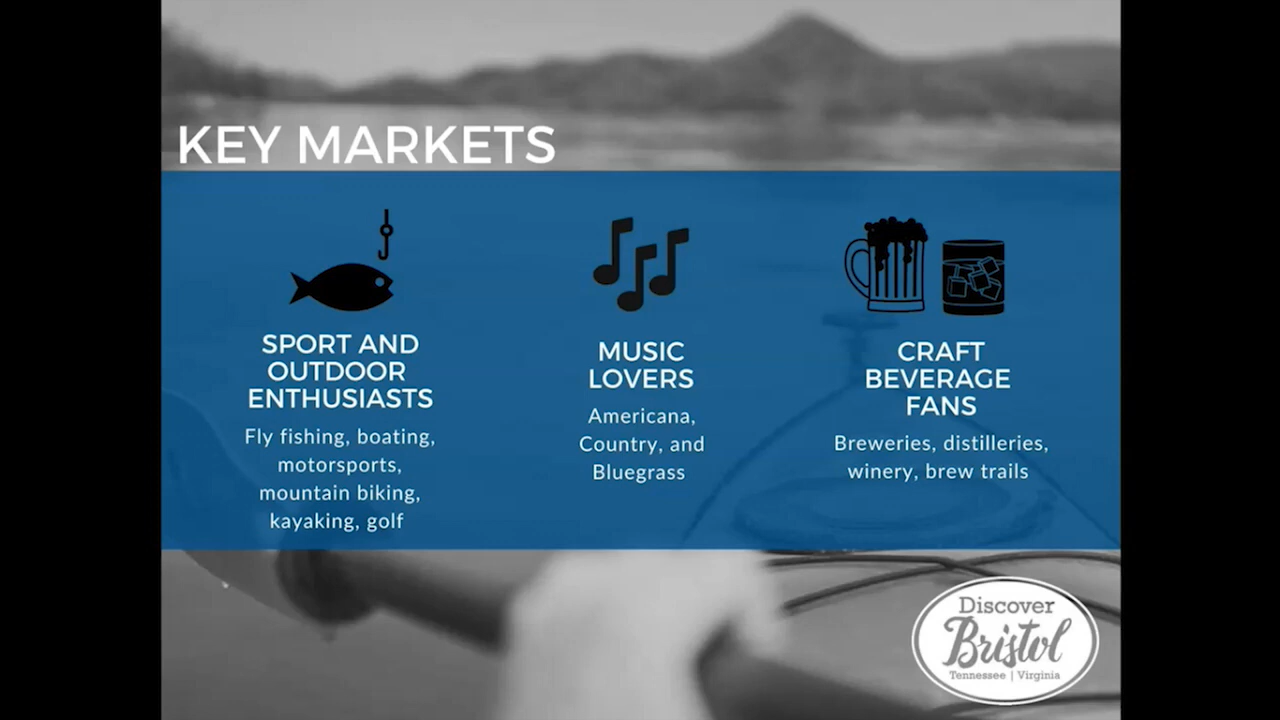 KEY MARKETS
SPORT AND
OUTDOOR
ENTHUSIASTS
Fly fishing, boating,
motorsports,
mountain biking,
kayaking, golf
MUSIC
LOVERS
Americana,
Country, and
Bluegrass
CRAFT
BEVERAGE
FANS
Breweries, distilleries,
winery, brew trails
Discover
Bristol
Tennessee | Virginia